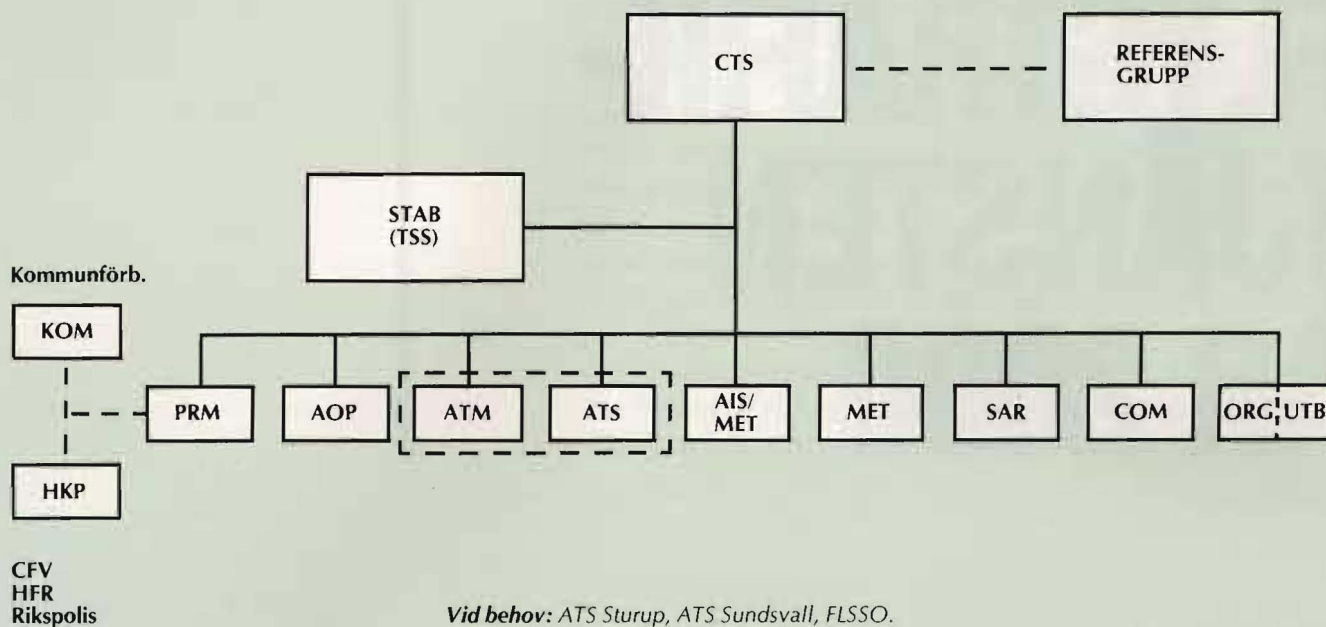 CTS
REFERENS-
GRUPP
STAB
(TSS)
Kommunförb.
KOM
PRM
AOP
ATM
ATS
AIS/
MET
MET
SAR
COM
ORG UTB
HKP
CFV
HFR
Rikspolis
Vid behov: ATS Sturup, ATS Sundsvall, FLSSO.